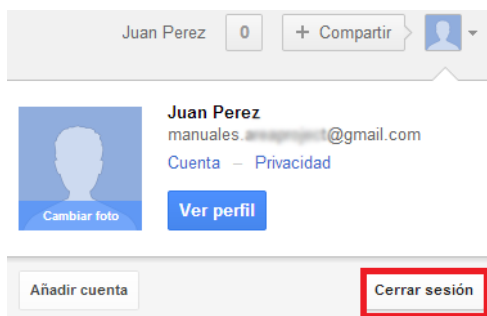 Juan Perez 0 + Compartir
Juan Perez
manuales. @gmail.com
Cuenta – Privacidad
Cambiar foto Ver perfil
Añadir cuenta Cerrar sesión